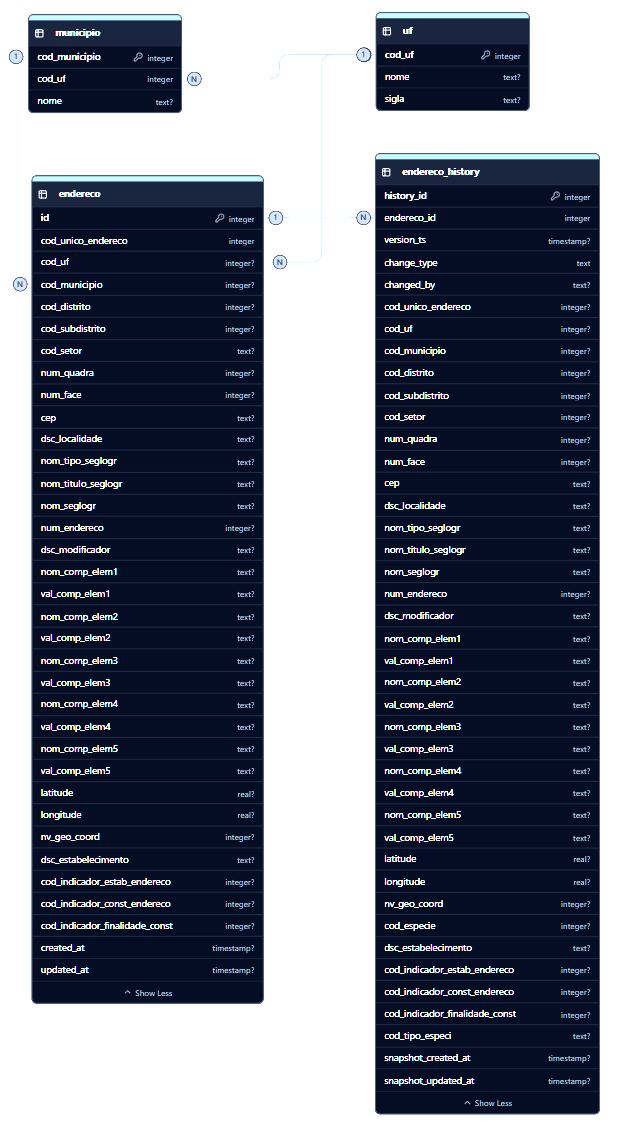 municipio
1
cod_municipio integer
cod_uf integer
N
nome text?
uf
1
cod_uf integer
nome text?
sigla text?
endereco
id integer
1
cod_unico_endereco integer
cod_uf integer?
N
N
cod_municipio integer?
cod_distrito integer?
cod_subdistrito integer?
cod_setor text?
num_quadra integer?
num_face integer?
cep text?
dsc_localidade text?
nom_tipo_seglogr text?
nom_titulo_seglogr text?
nom_seglogr text?
num_endereco integer?
dsc_modificador text?
nom_comp_elem1 text?
val_comp_elem1 text?
nom_comp_elem2 text?
val_comp_elem2 text?
nom_comp_elem3 text?
val_comp_elem3 text?
nom_comp_elem4 text?
val_comp_elem4 text?
nom_comp_elem5 text?
val_comp_elem5 text?
latitude real?
longitude real?
nv_geo_coord integer?
dsc_estabelecimento text?
cod_indicador_estab_endereco integer?
cod_indicador_const_endereco integer?
cod_indicador_finalidade_const integer?
created_at timestamp?
updated_at timestamp?
Show Less
endereco_history
history_id integer
N
endereco_id integer
version_ts timestamp?
change_type text
changed_by text?
cod_unico_endereco integer?
cod_uf integer?
cod_municipio integer?
cod_distrito integer?
cod_subdistrito integer?
cod_setor text?
num_quadra integer?
num_face integer?
cep text?
dsc_localidade text?
nom_tipo_seglogr text?
nom_titulo_seglogr text?
nom_seglogr text?
num_endereco integer?
dsc_modificador text?
nom_comp_elem1 text?
val_comp_elem1 text?
nom_comp_elem2 text?
val_comp_elem2 text?
nom_comp_elem3 text?
val_comp_elem3 text?
nom_comp_elem4 text?
val_comp_elem4 text?
nom_comp_elem5 text?
val_comp_elem5 text?
latitude real?
longitude real?
nv_geo_coord integer?
cod_especie integer?
dsc_estabelecimento text?
cod_indicador_estab_endereco integer?
cod_indicador_const_endereco integer?
cod_indicador_finalidade_const integer?
cod_tipo_especi text?
snapshot_created_at timestamp?
snapshot_updated_at timestamp?
Show Less